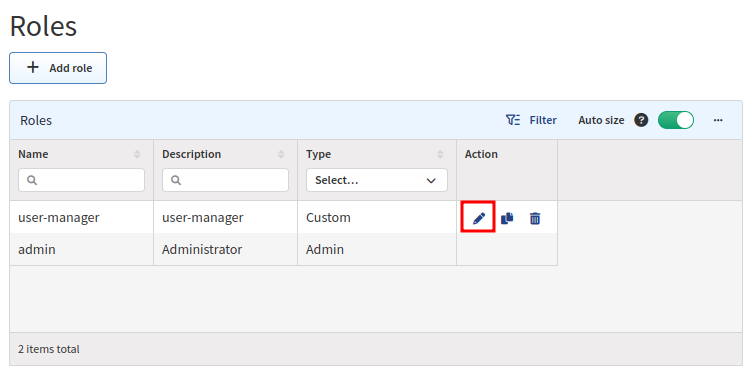 Roles
+ Add role
Roles Filter Auto size ? ...
Name Description Type Action
Select...
user-manager user-manager Custom
admin Administrator Admin
2 items total